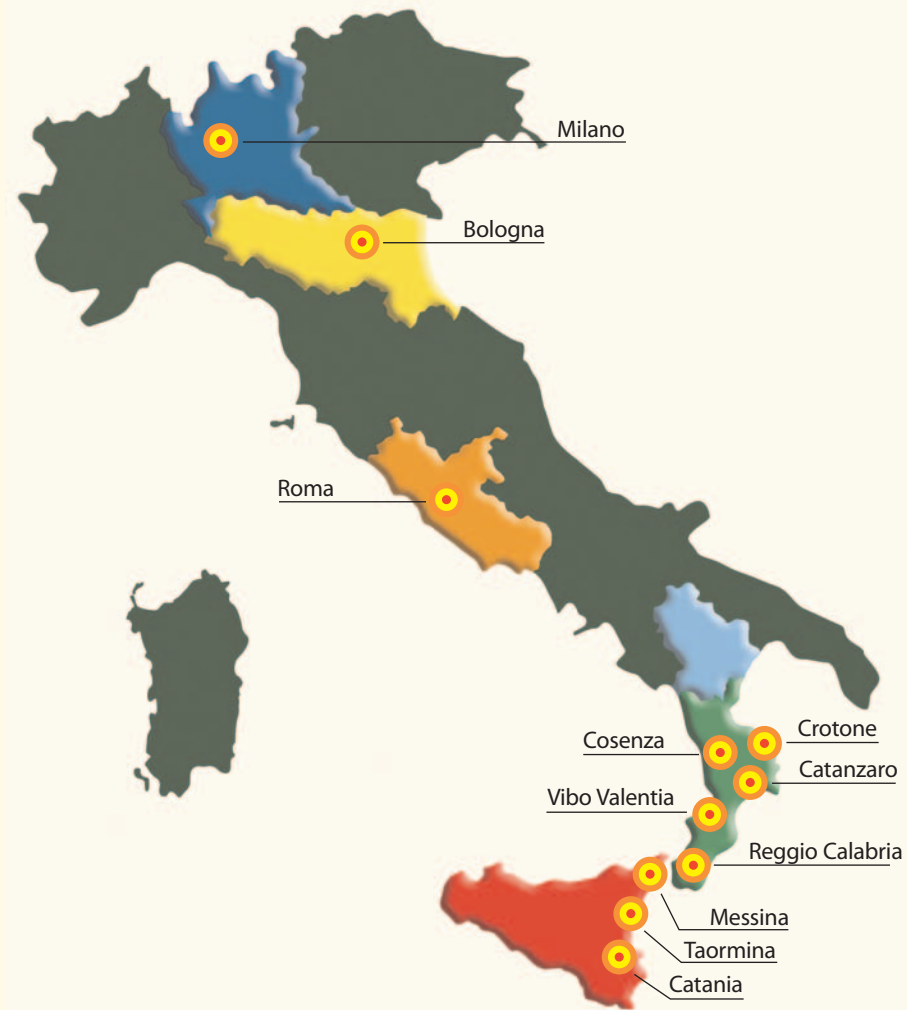 Milano
Bologna
Roma
Crotone
Cosenza
Catanzaro
Vibo Valentia
Reggio Calabria
Messina
Taormina
Catania